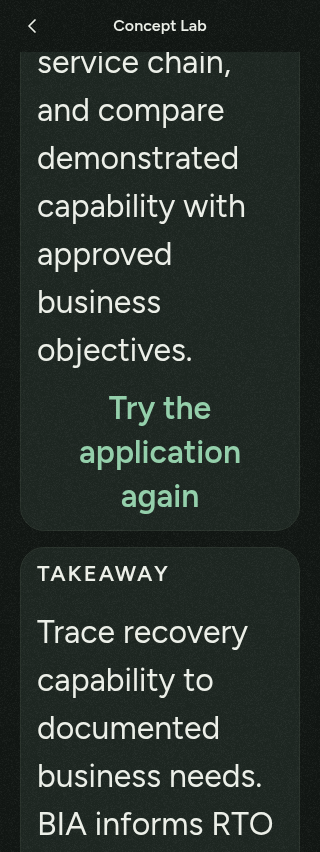 Concept Lab
service chain,
and compare
demonstrated
capability with
approved
business
objectives.
Try the
application
again
TAKEAWAY
Trace recovery
capability to
documented
business needs.
BIA informs RTO